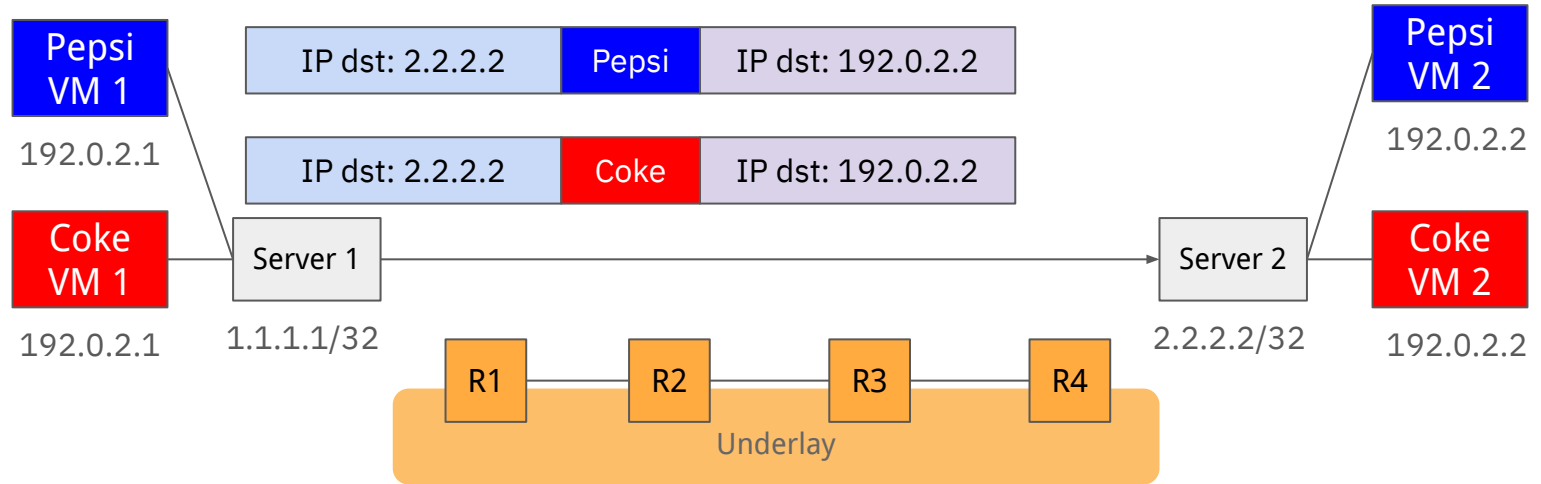 Pepsi
VM 1
192.0.2.1
IP dst: 2.2.2.2 Pepsi IP dst: 192.0.2.2
IP dst: 2.2.2.2 Coke IP dst: 192.0.2.2
Pepsi
VM 2
192.0.2.2
Coke
VM 1
192.0.2.1
Server 1
1.1.1.1/32
Server 2
2.2.2.2/32
Coke
VM 2
192.0.2.2
R1 R2 R3 R4
Underlay